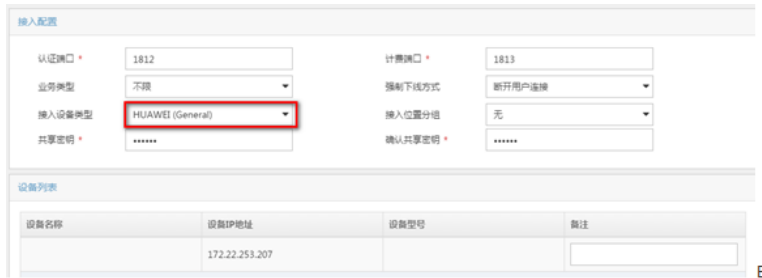 接入配置
认证端口 * 1812 计费端口 * 1813
业务类型 不限 强制下线方式 断开用户连接
接入设备类型 HUAWEI (General) 接入位置分组 无
共享密钥 * •••••• 确认共享密钥 * ••••••
设备列表
设备名称 设备IP地址 设备型号 备注
172.22.253.207